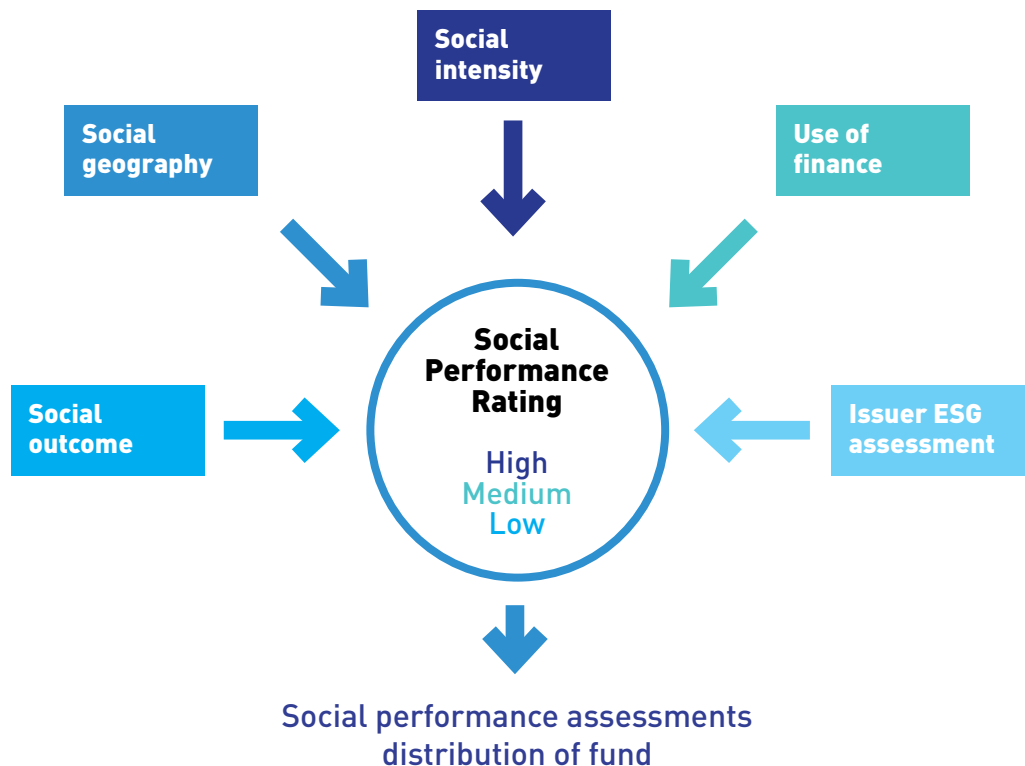 Social
intensity
Social
geography
Use of
finance
Social
outcome
Social
Performance
Rating
High
Medium
Low
Issuer ESG
assessment
Social performance assessments
distribution of fund